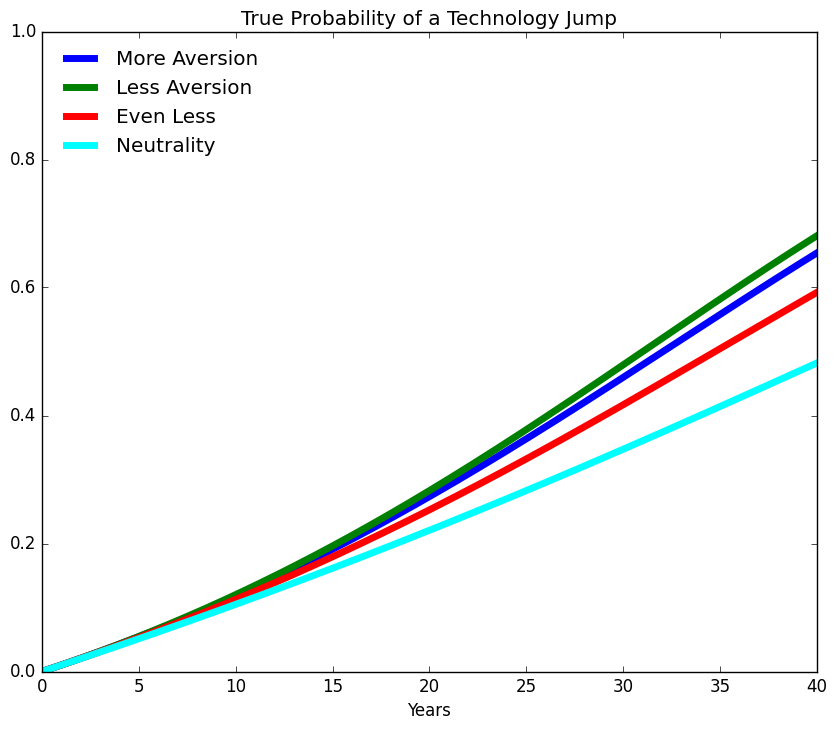 True Probability of a Technology Jump
1.0
0.8
0.6
0.4
0.2
0.0
More Aversion
Less Aversion
Even Less
Neutrality
0 5 10 15 20 25 30 35 40
Years